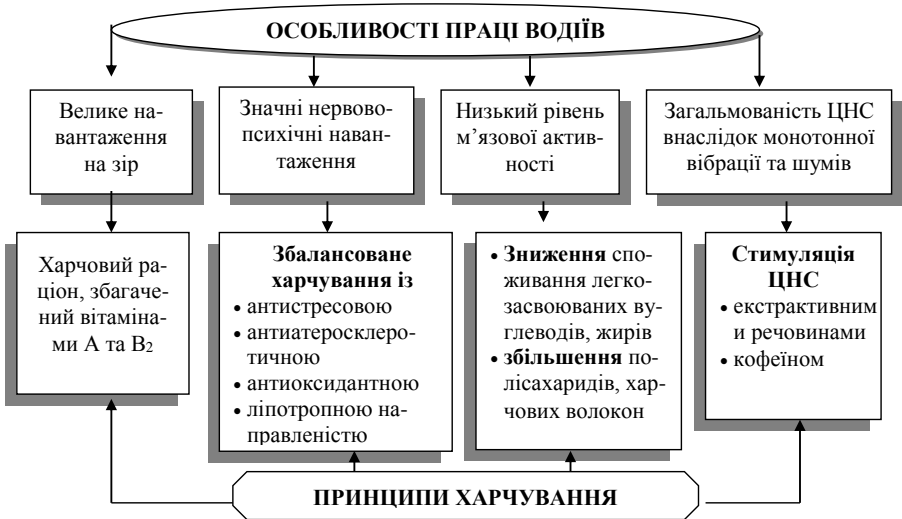 ОСОБЛИВОСТІ ПРАЦІ ВОДІЇВ
Велике на-
вантаження
на зір
Значні нервово-
психічні наван-
таження
Низький рівень
м’язової актив-
ності
Загальмованість ЦНС
внаслідок монотонної
вібрації та шумів
Харчовий ра-
ціон, збагаче-
ний вітаміна-
ми А та В2
Збалансоване
харчування із
• антистресовою
• антиатеросклеро-
тичною
• антиоксидантною
• ліпотропною на-
правленістю
• Зниження спо-
живання легко-
засвоюваних ву-
глеводів, жирів
• збільшення по-
лісахаридів, хар-
чових волокон
Стимуляція
ЦНС
• екстрактивним
и речовинами
• кофеїном
ПРИНЦИПИ ХАРЧУВАННЯ